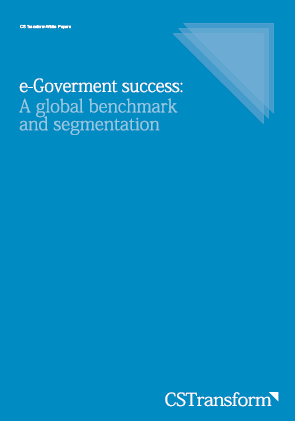 CS Transform White Papers
e-Goverment success:
A global benchmark
and segmentation
CSTransform